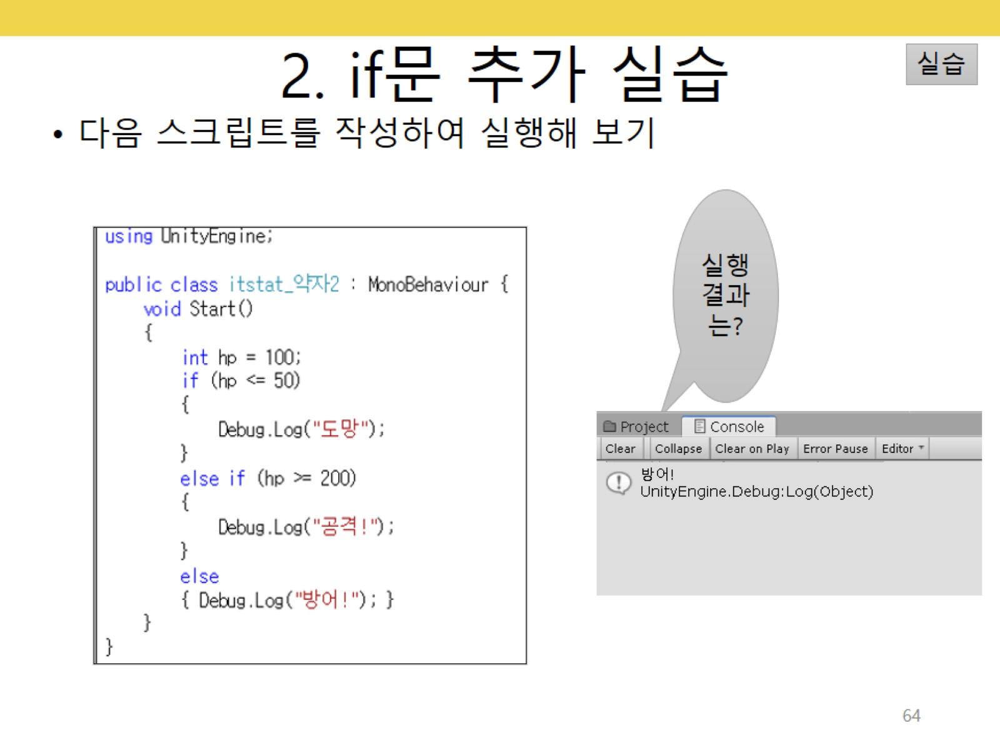 2. if문 추가 실습
실습
• 다음 스크립트를 작성하여 실행해 보기
using UnityEngine;
public class itstat_약자2 : MonoBehaviour {
void Start()
{
int hp = 100;
if (hp <= 50)
{
Debug.Log("도망");
}
else if (hp >= 200)
{
Debug.Log("공격!");
}
else
{ Debug.Log("방어!"); }
}
}
실행
결과
는?
Project Console
Clear Collapse Clear on Play Error Pause Editor
방어!
UnityEngine.Debug:Log(Object)
64